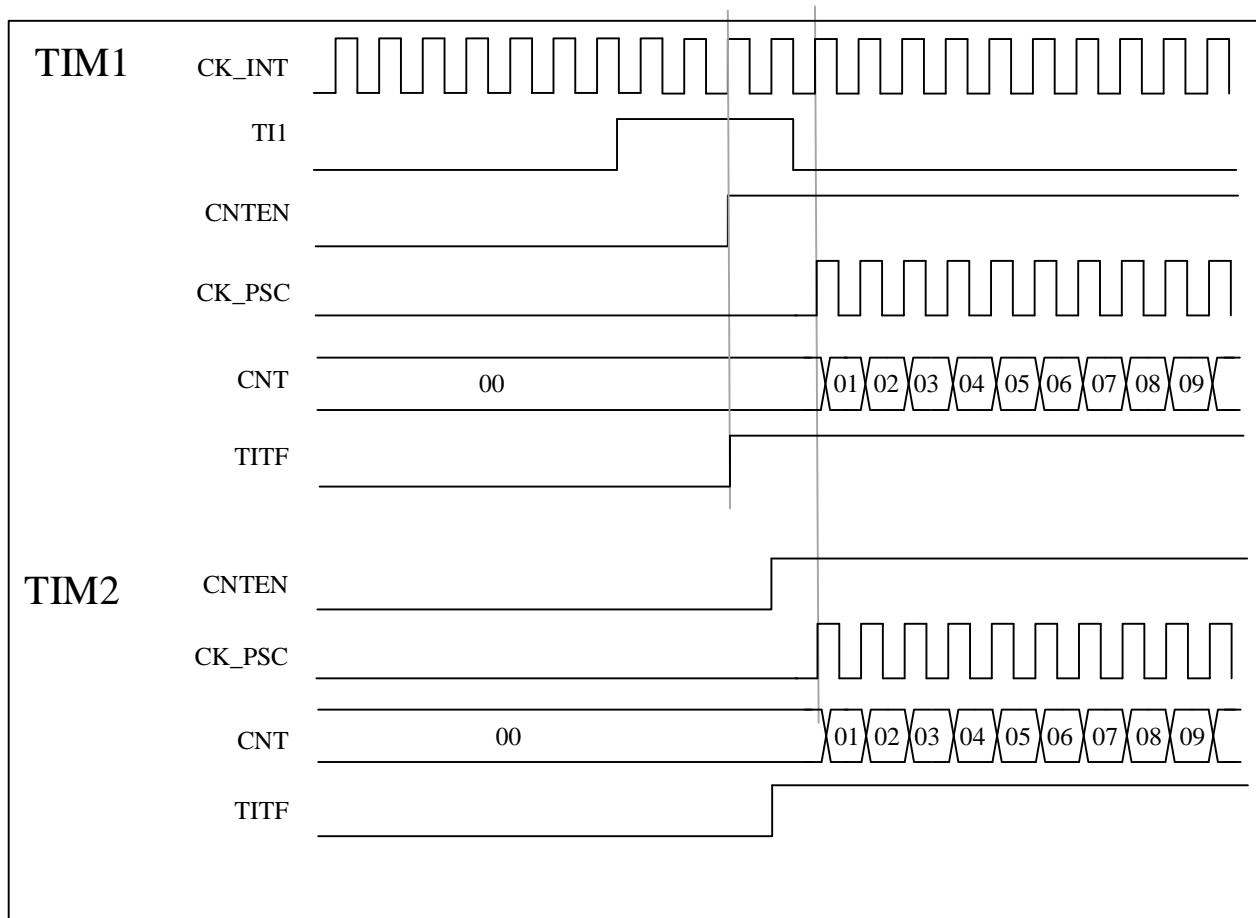 TIM1
CK_INT
TI1
CNTEN
CK_PSC
CNT 00 01 02 03 04 05 06 07 08 09
TITF
TIM2
CNTEN
CK_PSC
CNT 00 01 02 03 04 05 06 07 08 09
TITF